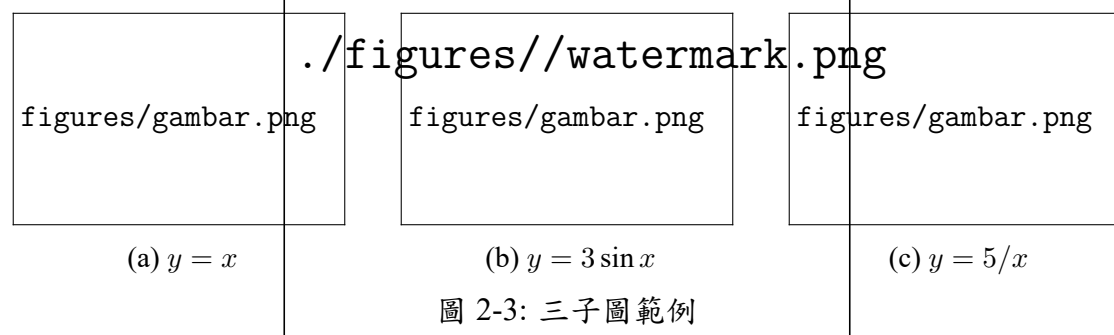 ./figures//watermark.png
figures/gambar.png figures/gambar.png figures/gambar.png
(a) y = x (b) y = 3 sin x (c) y = 5/x
圖 2-3: 三子圖範例